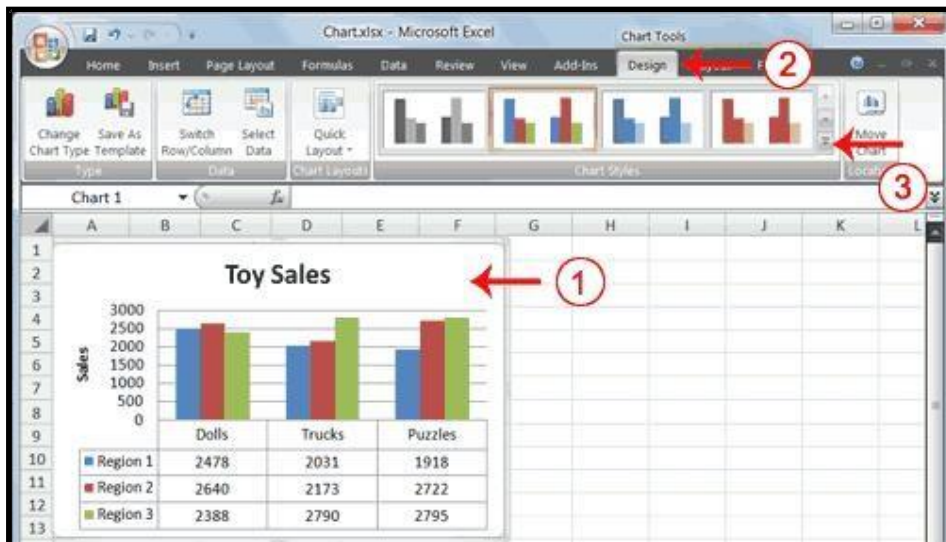 Chart.xlsx - Microsoft Excel
Chart Tools
Home Insert Page Layout Formulas Data Review View Add-Ins Design
2
Change Chart Type
Save As Template
Switch Row/Column
Select Data
Quick Layout
Move Chart
Type
Data
Chart Layouts
Chart Styles
3
Chart 1
fx
A B C D E F G H I J K L
1
2
3
4
5
6
7
8
9
10
11
12
13
Toy Sales
1
Sales
3000
2500
2000
1500
1000
500
0
Dolls Trucks Puzzles
Region 1 2478 2031 1918
Region 2 2640 2173 2722
Region 3 2388 2790 2795